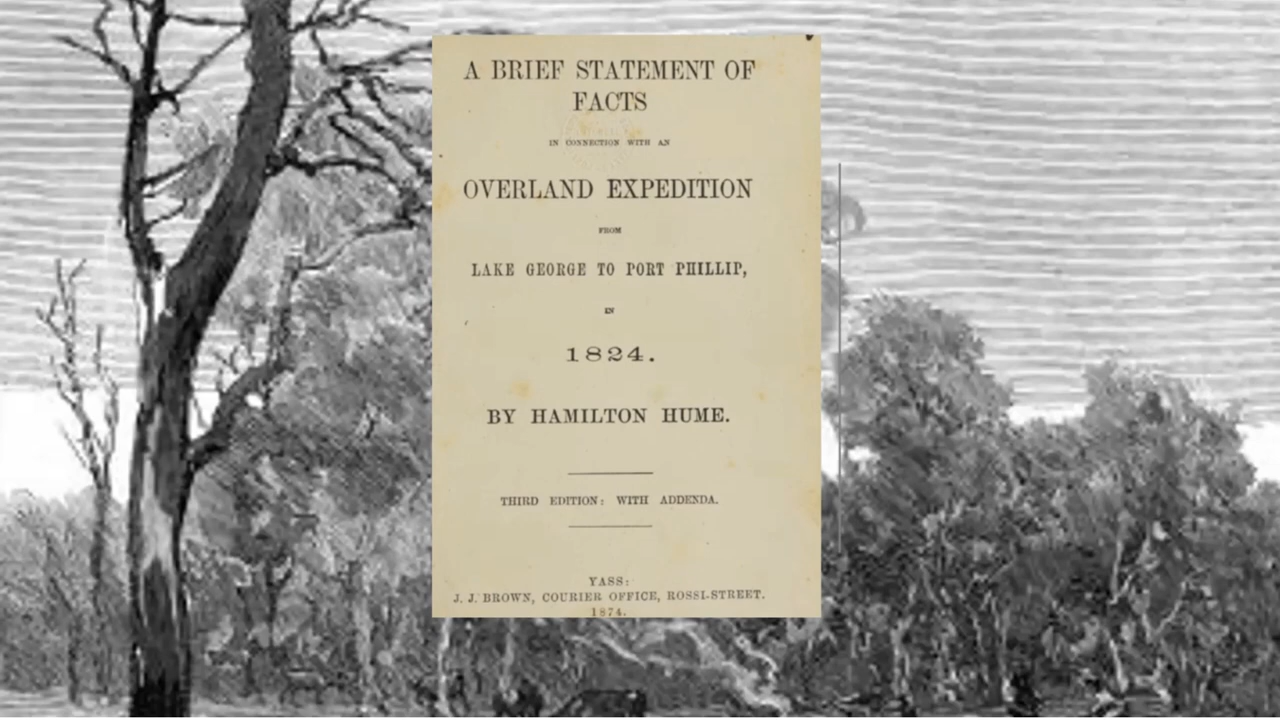 A BRIEF STATEMENT OF
FACTS
IN CONNECTION WITH AN
OVERLAND EXPEDITION
FROM
LAKE GEORGE TO PORT PHILLIP,
IN
1824.
BY HAMILTON HUME.
THIRD EDITION: WITH ADDENDA.
YASS:
J. J. BROWN, COURIER OFFICE, ROSSI-STREET.
1874.